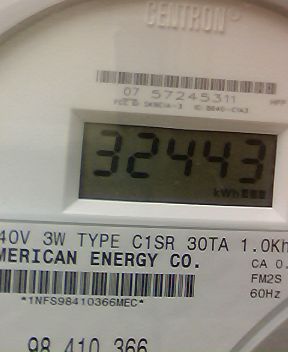 CENTRON®
07 57245311
32443
kWh
40V 3W TYPE C1SR 30TA 1.0Kh
MERICAN ENERGY CO.
CA 0.
FM2S
60Hz
*1NFS98410366MEC*
98 410 366